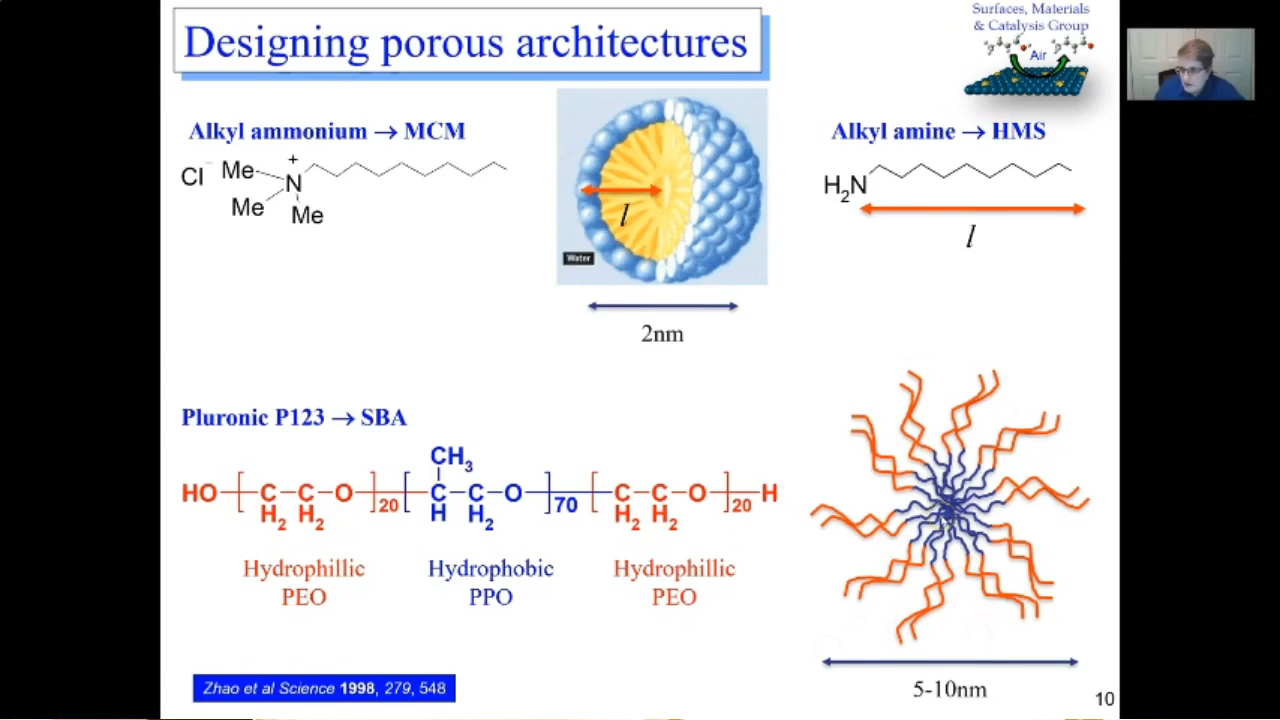 Designing porous architectures
Surfaces, Materials
& Catalysis Group
Air
Alkyl ammonium → MCM
Cl⁻ Me Me Me N +
l
Water
2nm
Alkyl amine → HMS
H₂N
l
Pluronic P123 → SBA
CH₃
HO [ C – C – O ]₂₀ [ C – C – O ]₇₀ [ C – C – O ]₂₀ H
H₂ H₂ H H₂ H₂ H₂
Hydrophillic Hydrophobic Hydrophillic
PEO PPO PEO
5-10nm
Zhao et al Science 1998, 279, 548
10